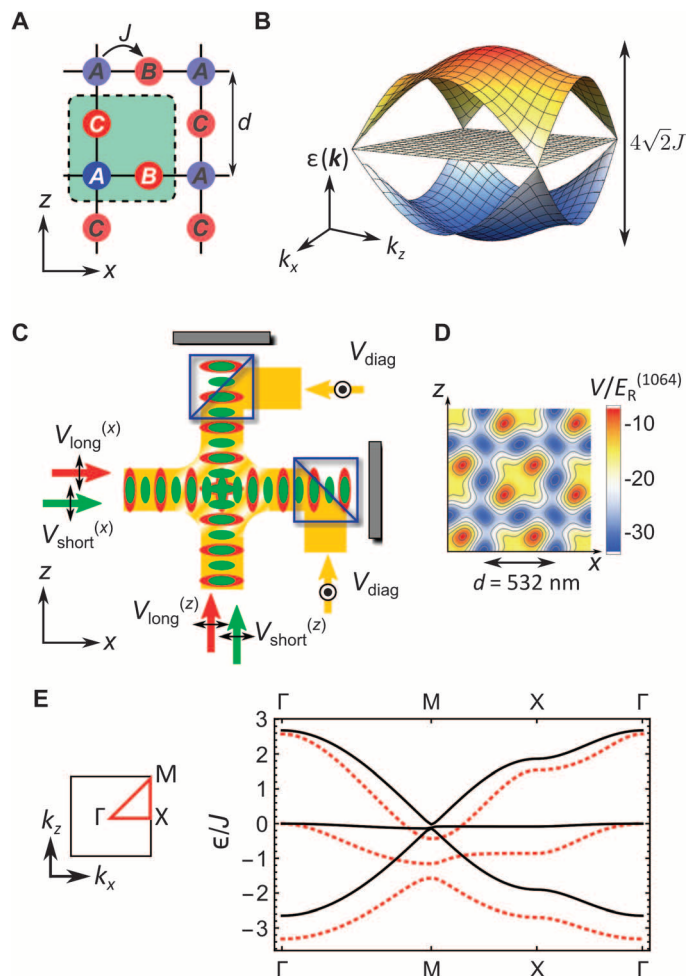 A
J
A B A
C C
d
A B A
C C
z
x
B
ε(k)
4√2J
k_x
k_z
C
V_diag
V_long^(x)
V_short^(x)
V_diag
z
x
V_long^(z)
V_short^(z)
D
V/E_R^(1064)
z
-10
-20
-30
x
d = 532 nm
E
Γ M X Γ
M
Γ X
k_z
k_x
ϵ/J
3
2
1
0
−1
−2
−3
Γ M X Γ